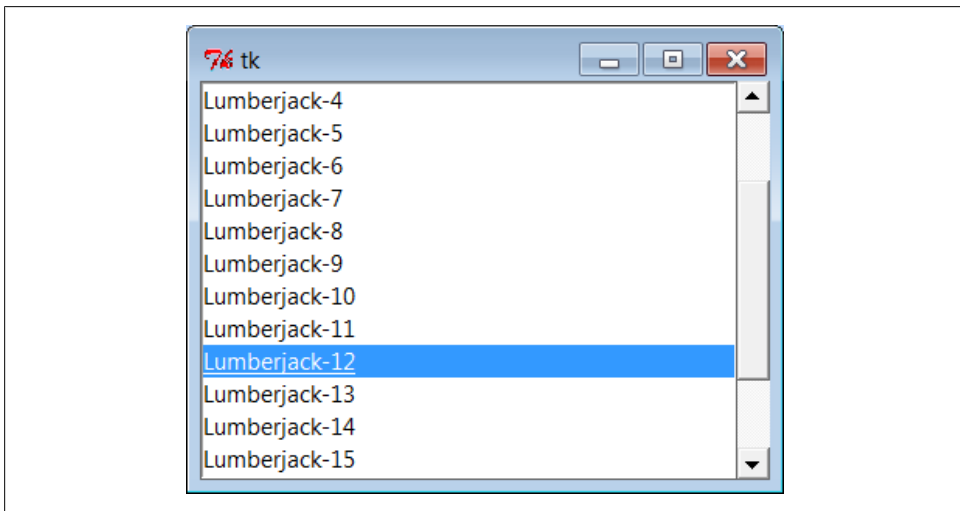 tk
Lumberjack-4
Lumberjack-5
Lumberjack-6
Lumberjack-7
Lumberjack-8
Lumberjack-9
Lumberjack-10
Lumberjack-11
Lumberjack-12
Lumberjack-13
Lumberjack-14
Lumberjack-15